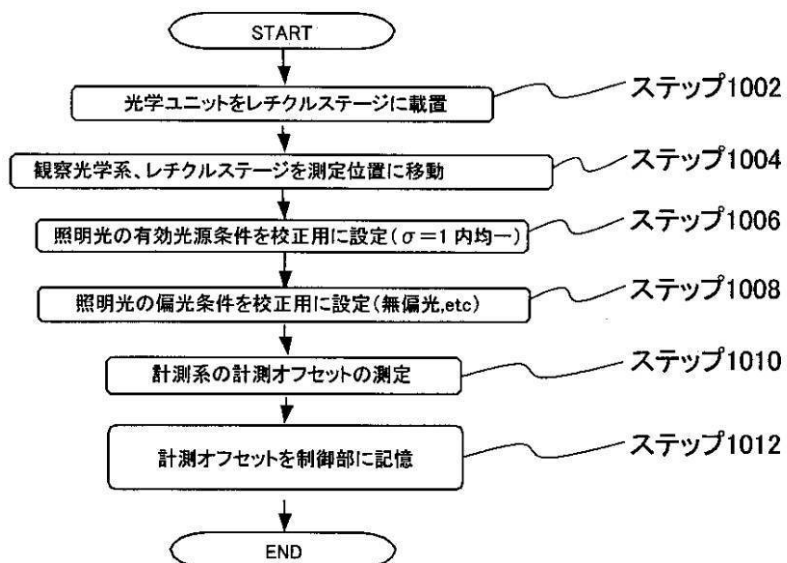 START
光学ユニットをレチクルステージに載置
ステップ1002
観察光学系、レチクルステージを測定位置に移動
ステップ1004
照明光の有効光源条件を校正用に設定(σ=1内均一)
ステップ1006
照明光の偏光条件を校正用に設定(無偏光,etc)
ステップ1008
計測系の計測オフセットの測定
ステップ1010
計測オフセットを制御部に記憶
ステップ1012
END